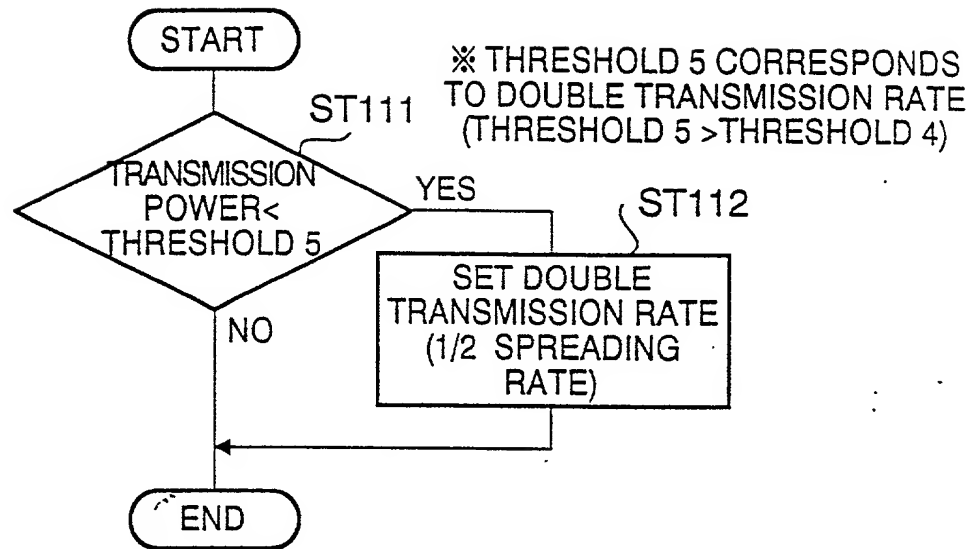 START
※ THRESHOLD 5 CORRESPONDS
TO DOUBLE TRANSMISSION RATE
(THRESHOLD 5 >THRESHOLD 4)
ST111
TRANSMISSION
POWER<
THRESHOLD 5
YES
ST112
SET DOUBLE
TRANSMISSION RATE
(1/2 SPREADING
RATE)
NO
END